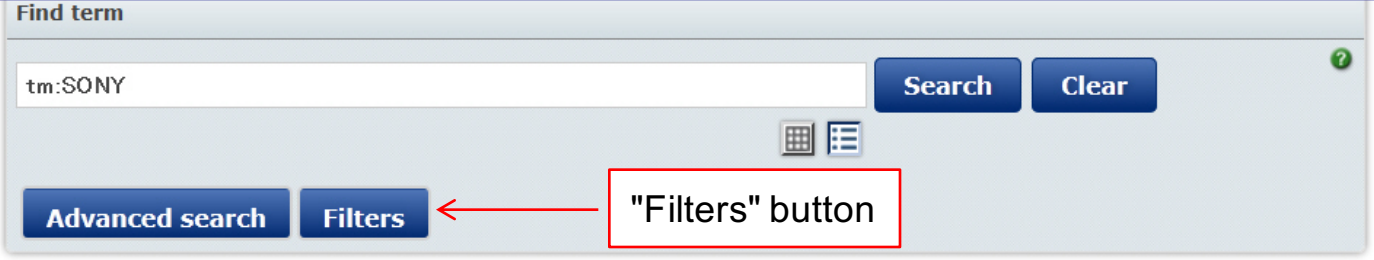 Find term
tm:SONY
Search
Clear
?
Advanced search
Filters
"Filters" button